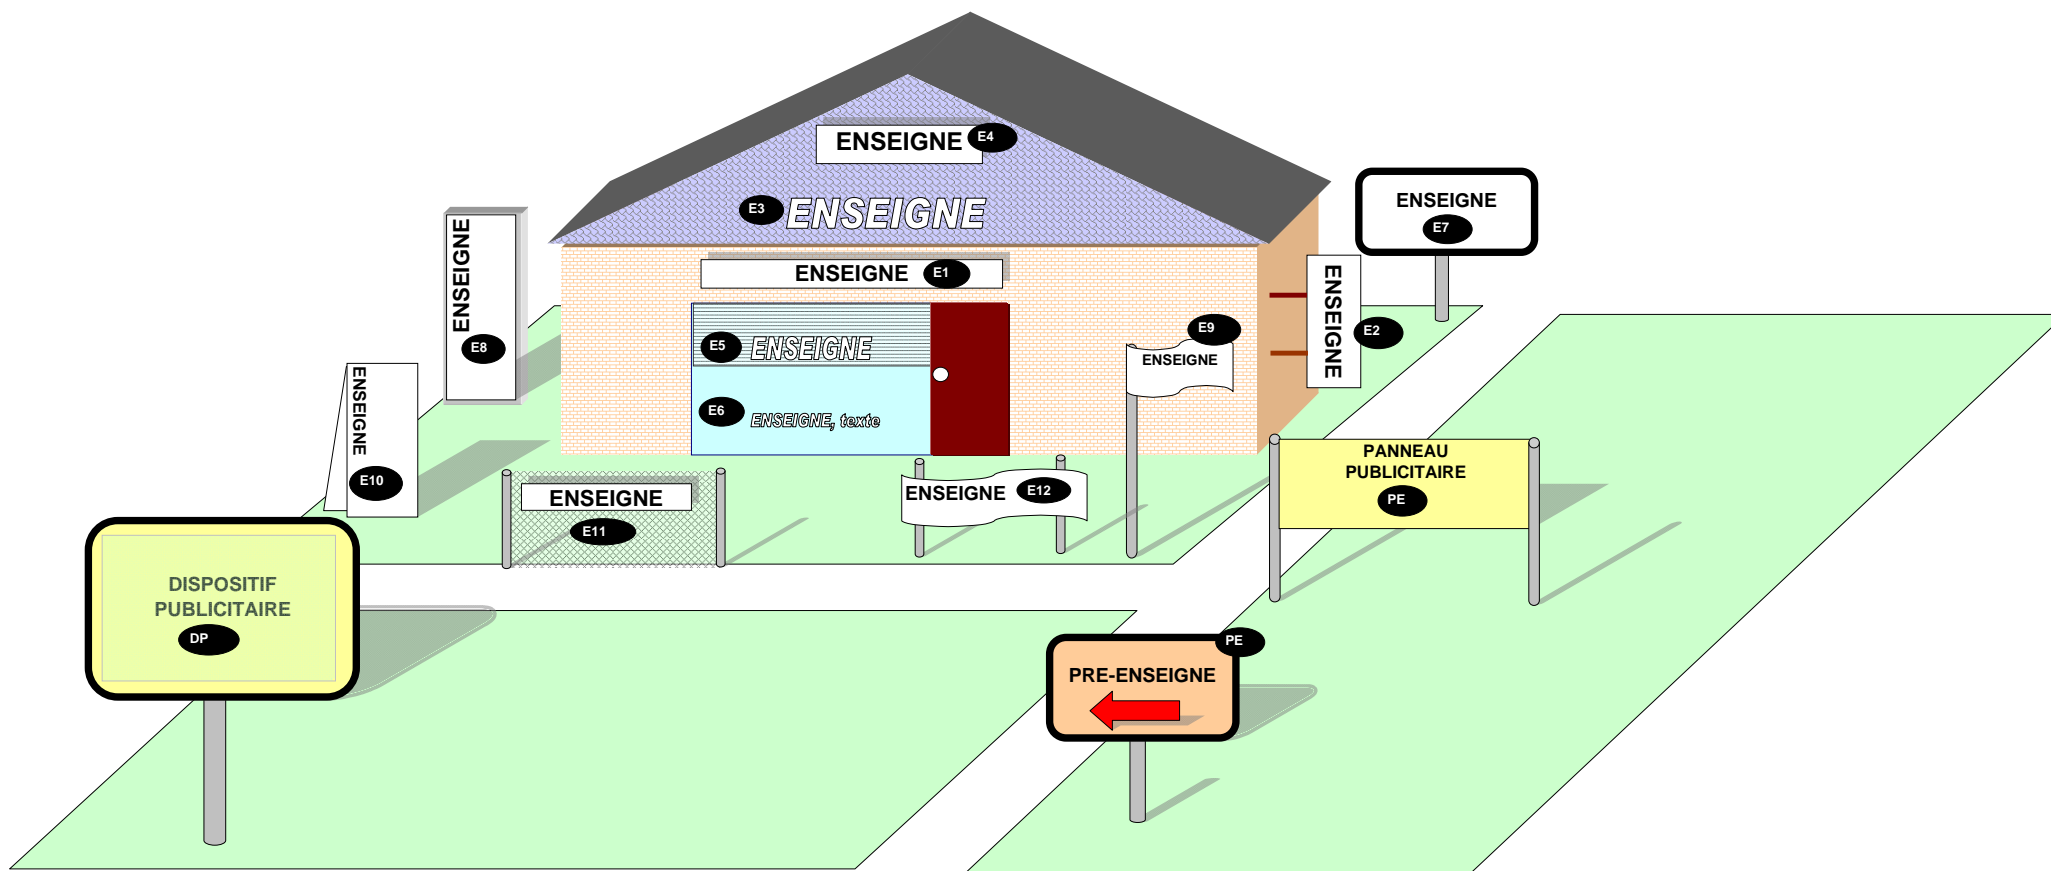 ENSEIGNE E4
E3 ENSEIGNE
ENSEIGNE E1
ENSEIGNE
E7
ENSEIGNE
E8
ENSEIGNE
E2
E5 ENSEIGNE
E6 ENSEIGNE, texte
E9
ENSEIGNE
ENSEIGNE
E10
ENSEIGNE
E11
ENSEIGNE E12
PANNEAU
PUBLICITAIRE
PE
DISPOSITIF
PUBLICITAIRE
DP
PE
PRE-ENSEIGNE